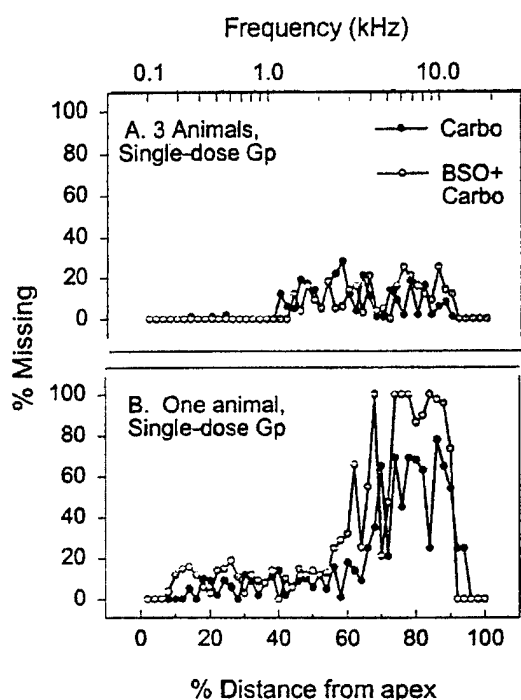 Frequency (kHz)
0.1 1.0 10.0
100
80
60
40
20
0
A. 3 Animals,
Single-dose Gp
Carbo
BSO+
Carbo
% Missing
100
80
60
40
20
0
B. One animal,
Single-dose Gp
0 20 40 60 80 100
% Distance from apex